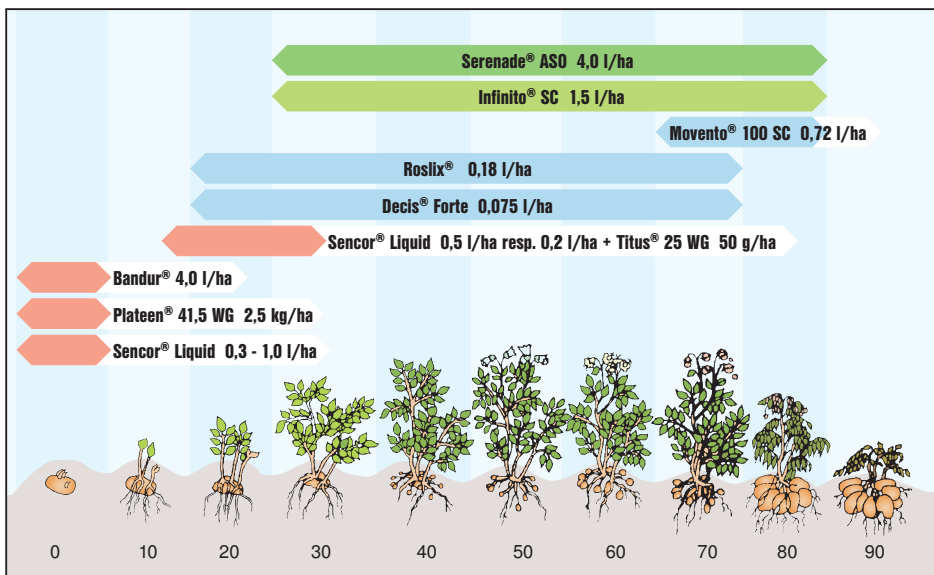 Serenade® ASO 4,0 l/ha
Infinito® SC 1,5 l/ha
Movento® 100 SC 0,72 l/ha
Roslix® 0,18 l/ha
Decis® Forte 0,075 l/ha
Sencor® Liquid 0,5 l/ha resp. 0,2 l/ha + Titus® 25 WG 50 g/ha
Bandur® 4,0 l/ha
Plateen® 41,5 WG 2,5 kg/ha
Sencor® Liquid 0,3 - 1,0 l/ha
0 10 20 30 40 50 60 70 80 90